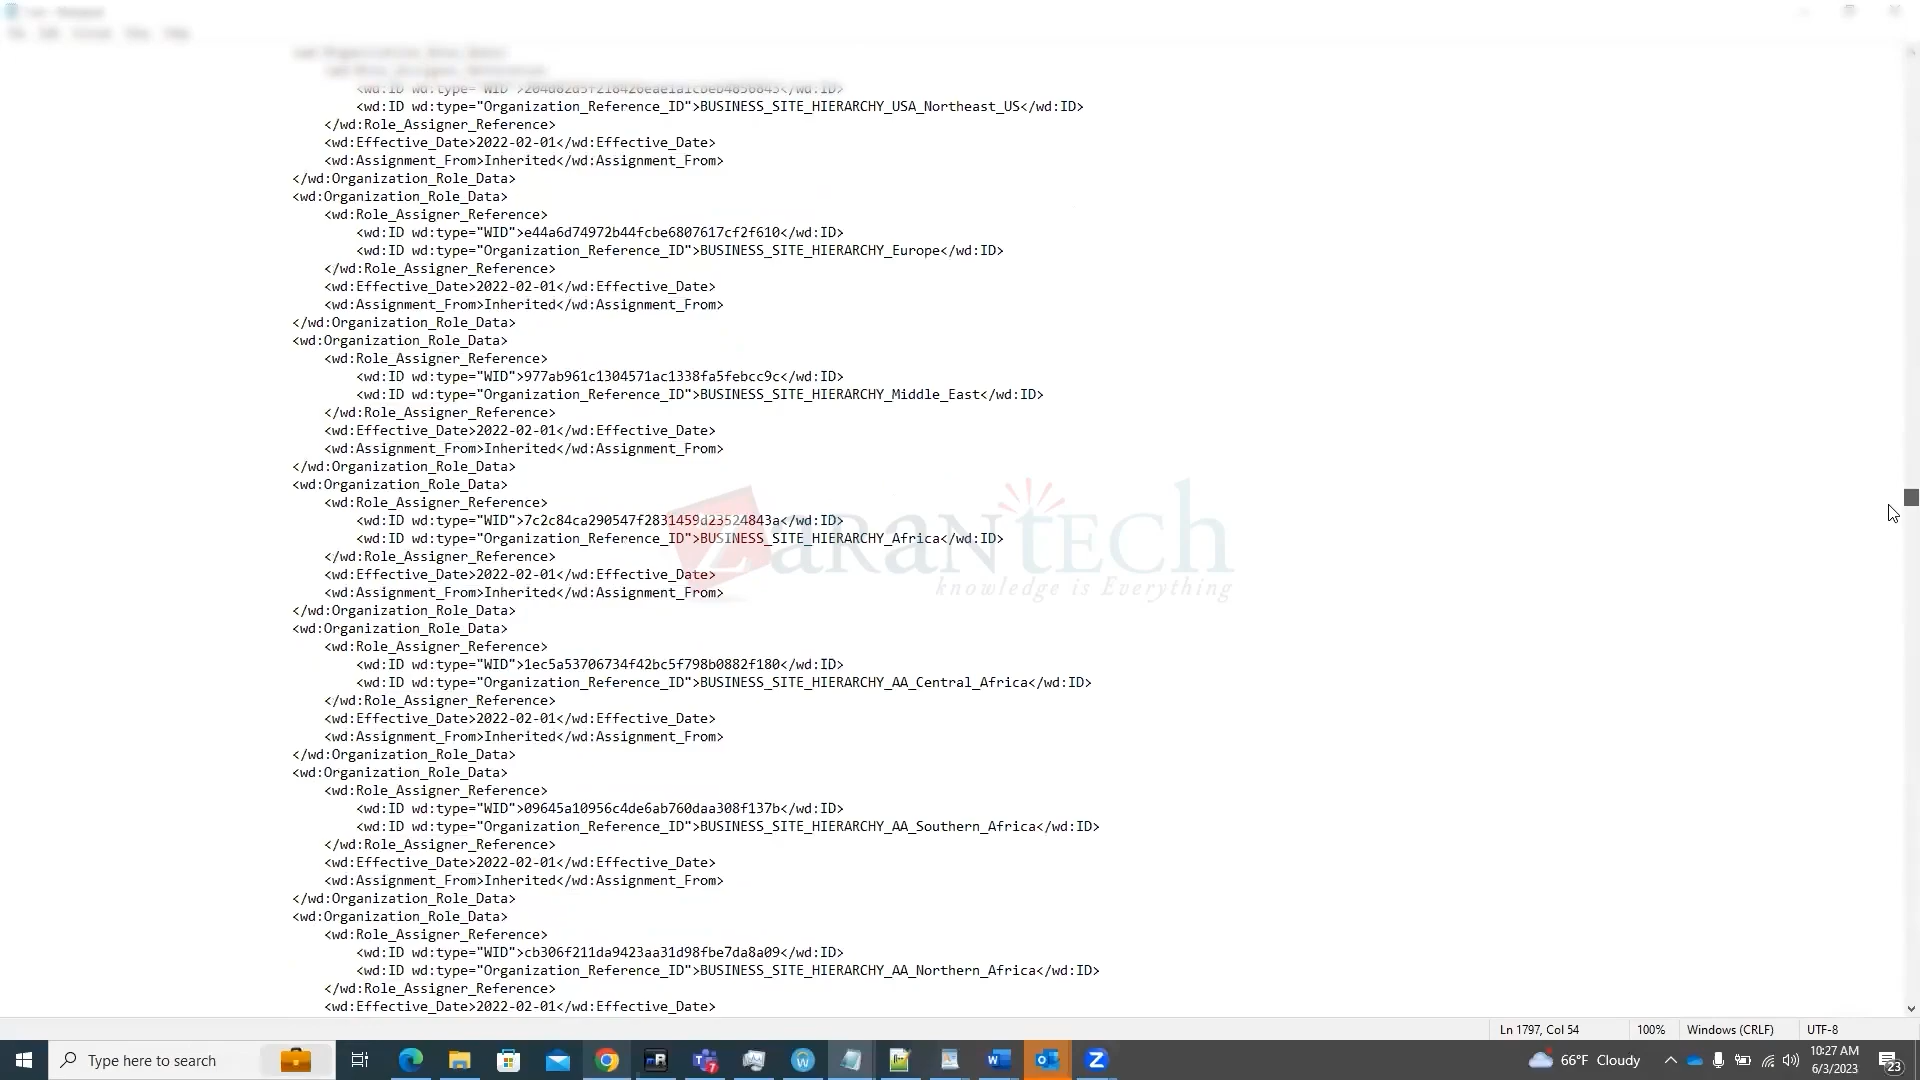 <wd:ID wd:type="WID">204d82d5f218426eae1a1cbeb4856845</wd:ID>
<wd:ID wd:type="Organization_Reference_ID">BUSINESS_SITE_HIERARCHY_USA_Northeast_US</wd:ID>
</wd:Role_Assigner_Reference>
<wd:Effective_Date>2022-02-01</wd:Effective_Date>
<wd:Assignment_From>Inherited</wd:Assignment_From>
</wd:Organization_Role_Data>
<wd:Organization_Role_Data>
<wd:Role_Assigner_Reference>
<wd:ID wd:type="WID">e44a6d74972b44fcbe6807617cf2f610</wd:ID>
<wd:ID wd:type="Organization_Reference_ID">BUSINESS_SITE_HIERARCHY_Europe</wd:ID>
</wd:Role_Assigner_Reference>
<wd:Effective_Date>2022-02-01</wd:Effective_Date>
<wd:Assignment_From>Inherited</wd:Assignment_From>
</wd:Organization_Role_Data>
<wd:Organization_Role_Data>
<wd:Role_Assigner_Reference>
<wd:ID wd:type="WID">977ab961c1304571ac1338fa5febcc9c</wd:ID>
<wd:ID wd:type="Organization_Reference_ID">BUSINESS_SITE_HIERARCHY_Middle_East</wd:ID>
</wd:Role_Assigner_Reference>
<wd:Effective_Date>2022-02-01</wd:Effective_Date>
<wd:Assignment_From>Inherited</wd:Assignment_From>
</wd:Organization_Role_Data>
<wd:Organization_Role_Data>
<wd:Role_Assigner_Reference>
<wd:ID wd:type="WID">7c2c84ca290547f2831459d23524843a</wd:ID>
<wd:ID wd:type="Organization_Reference_ID">BUSINESS_SITE_HIERARCHY_Africa</wd:ID>
</wd:Role_Assigner_Reference>
<wd:Effective_Date>2022-02-01</wd:Effective_Date>
<wd:Assignment_From>Inherited</wd:Assignment_From>
</wd:Organization_Role_Data>
<wd:Organization_Role_Data>
<wd:Role_Assigner_Reference>
<wd:ID wd:type="WID">1ec5a53706734f42bc5f798b0882f180</wd:ID>
<wd:ID wd:type="Organization_Reference_ID">BUSINESS_SITE_HIERARCHY_AA_Central_Africa</wd:ID>
</wd:Role_Assigner_Reference>
<wd:Effective_Date>2022-02-01</wd:Effective_Date>
<wd:Assignment_From>Inherited</wd:Assignment_From>
</wd:Organization_Role_Data>
<wd:Organization_Role_Data>
<wd:Role_Assigner_Reference>
<wd:ID wd:type="WID">09645a10956c4de6ab760daa308f137b</wd:ID>
<wd:ID wd:type="Organization_Reference_ID">BUSINESS_SITE_HIERARCHY_AA_Southern_Africa</wd:ID>
</wd:Role_Assigner_Reference>
<wd:Effective_Date>2022-02-01</wd:Effective_Date>
<wd:Assignment_From>Inherited</wd:Assignment_From>
</wd:Organization_Role_Data>
<wd:Organization_Role_Data>
<wd:Role_Assigner_Reference>
<wd:ID wd:type="WID">cb306f211da9423aa31d98fbe7da8a09</wd:ID>
<wd:ID wd:type="Organization_Reference_ID">BUSINESS_SITE_HIERARCHY_AA_Northern_Africa</wd:ID>
</wd:Role_Assigner_Reference>
<wd:Effective_Date>2022-02-01</wd:Effective_Date>
ZaranTech
knowledge is Everything
Ln 1797, Col 54
100%
Windows (CRLF)
UTF-8
Type here to search
66°F Cloudy
10:27 AM
6/3/2023
23